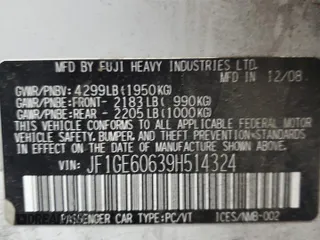 MFD BY FUJI HEAVY INDUSTRIES LTD. 12/08
GVWR/PNBV: 4299LB (1950KG)
GAWR/PNBE: FRONT- 2183LB ( 990KG)
GAWR/PNBE: REAR - 2205LB (1000KG)
THIS VEHICLE CONFORMS TO ALL APPLICABLE FEDERAL MOTOR VEHICLE
SAFETY, BUMPER, AND THEFT PREVENTION STANDARDS
IN EFFECT ON THE DATE OF MANUFACTURE SHOWN ABOVE.
VIN: JF1GE60639H514324
PASSENGER CAR TYPE:PC/VT ICES/NMB-002